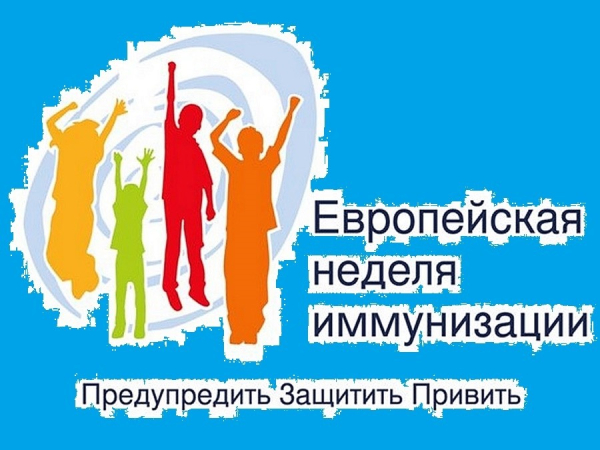 Европейская
неделя
иммунизации
Предупредить Защитить Привить